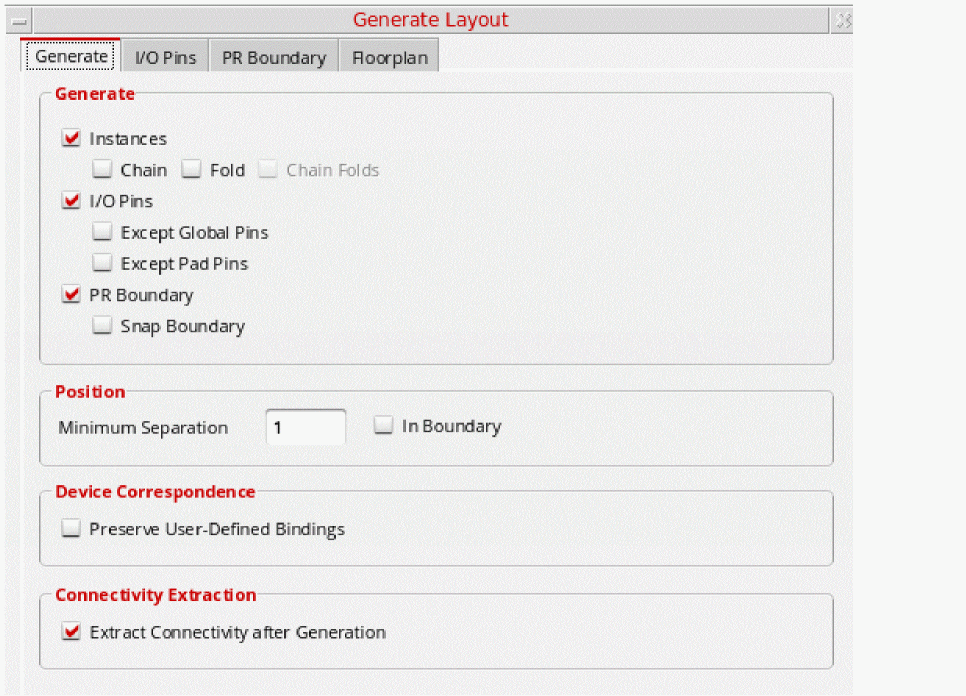 Generate Layout
Generate I/O Pins PR Boundary Floorplan
Generate
Instances
Chain Fold Chain Folds
I/O Pins
Except Global Pins
Except Pad Pins
PR Boundary
Snap Boundary
Position
Minimum Separation 1 In Boundary
Device Correspondence
Preserve User-Defined Bindings
Connectivity Extraction
Extract Connectivity after Generation